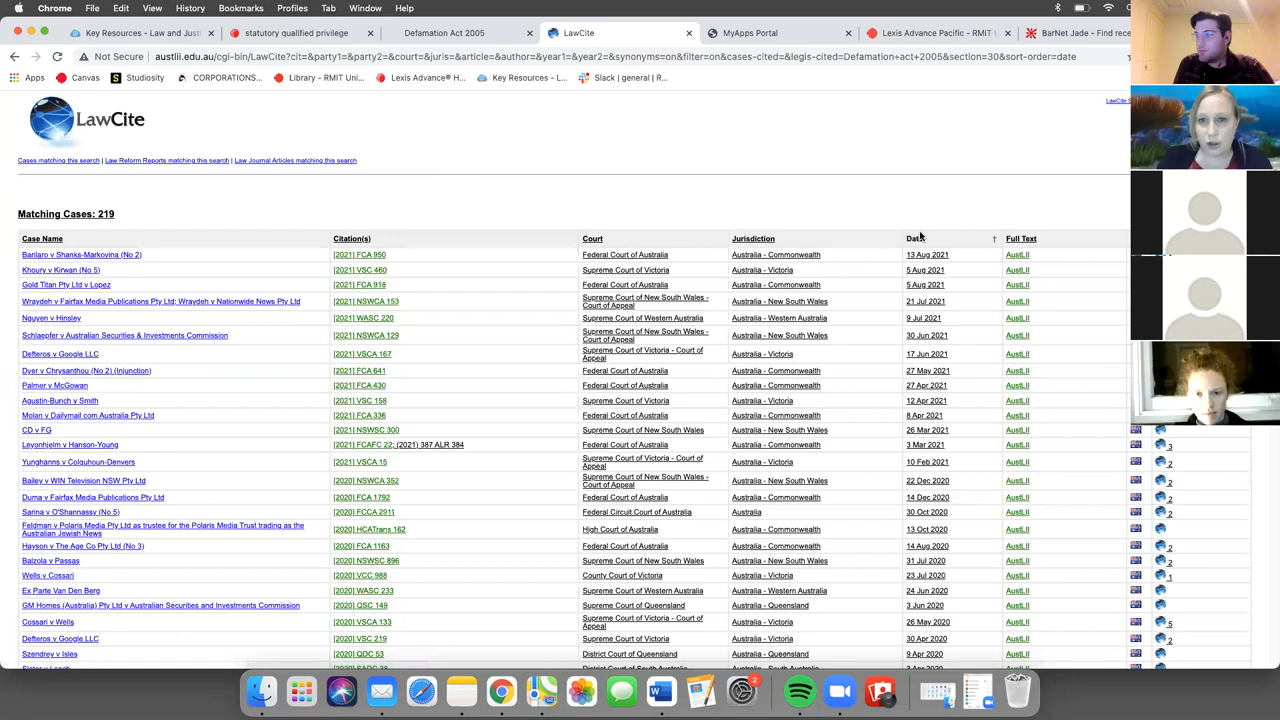 Chrome File Edit View History Bookmarks Profiles Tab Window Help
Key Resources - Law and Just
statutory qualified privilege
Defamation Act 2005
LawCite
MyApps Portal
Lexis Advance Pacific - RMIT L
BarNet Jade - Find rece
Not Secure austlii.edu.au/cgi-bin/LawCite?cit=&party1=&party2=&court=&juris=&article=&author=&year1=&year2=&synonyms=on&filter=on&cases-cited=&legis-cited=Defamation+act+2005&section=30&sort-order=date
Apps Canvas Studiosity CORPORATIONS... Library - RMIT Uni... Lexis Advance® H... Key Resources - L... Slack | general | R...
LawCite
LawCite S
Cases matching this search | Law Reform Reports matching this search | Law Journal Articles matching this search
Matching Cases: 219
Case Name Citation(s) Court Jurisdiction Date † Full Text
Barilaro v Shanks-Markovina (No 2) [2021] FCA 950 Federal Court of Australia Australia - Commonwealth 13 Aug 2021 AustLII
Khoury v Kirwan (No 5) [2021] VSC 460 Supreme Court of Victoria Australia - Victoria 5 Aug 2021 AustLII
Gold Titan Pty Ltd v Lopez [2021] FCA 918 Federal Court of Australia Australia - Commonwealth 5 Aug 2021 AustLII
Wraydeh v Fairfax Media Publications Pty Ltd; Wraydeh v Nationwide News Pty Ltd [2021] NSWCA 153 Supreme Court of New South Wales - Court of Appeal Australia - New South Wales 21 Jul 2021 AustLII
Nguyen v Hinsley [2021] WASC 220 Supreme Court of Western Australia Australia - Western Australia 9 Jul 2021 AustLII
Schlaepfer v Australian Securities & Investments Commission [2021] NSWCA 129 Supreme Court of New South Wales - Court of Appeal Australia - New South Wales 30 Jun 2021 AustLII
Defteros v Google LLC [2021] VSCA 167 Supreme Court of Victoria - Court of Appeal Australia - Victoria 17 Jun 2021 AustLII
Dyer v Chrysanthou (No 2) (Injunction) [2021] FCA 641 Federal Court of Australia Australia - Commonwealth 27 May 2021 AustLII
Palmer v McGowan [2021] FCA 430 Federal Court of Australia Australia - Commonwealth 27 Apr 2021 AustLII
Agustin-Bunch v Smith [2021] VSC 158 Supreme Court of Victoria Australia - Victoria 12 Apr 2021 AustLII
Molan v Dailymail com Australia Pty Ltd [2021] FCA 336 Federal Court of Australia Australia - Commonwealth 8 Apr 2021 AustLII
CD v FG [2021] NSWSC 300 Supreme Court of New South Wales Australia - New South Wales 26 Mar 2021 AustLII
Leyonhjelm v Hanson-Young [2021] FCAFC 22; (2021) 387 ALR 384 Federal Court of Australia Australia - Commonwealth 3 Mar 2021 AustLII 3
Yunghanns v Colquhoun-Denvers [2021] VSCA 15 Supreme Court of Victoria - Court of Appeal Australia - Victoria 10 Feb 2021 AustLII 2
Bailey v WIN Television NSW Pty Ltd [2020] NSWCA 352 Supreme Court of New South Wales - Court of Appeal Australia - New South Wales 22 Dec 2020 AustLII 2
Duma v Fairfax Media Publications Pty Ltd [2020] FCA 1792 Federal Court of Australia Australia - Commonwealth 14 Dec 2020 AustLII 2
Sarina v O'Shannassy (No 5) [2020] FCCA 2911 Federal Circuit Court of Australia Australia 30 Oct 2020 AustLII 2
Feldman v Polaris Media Pty Ltd as trustee for the Polaris Media Trust trading as the Australian Jewish News [2020] HCATrans 162 High Court of Australia Australia - Commonwealth 13 Oct 2020 AustLII
Hayson v The Age Co Pty Ltd (No 3) [2020] FCA 1163 Federal Court of Australia Australia - Commonwealth 14 Aug 2020 AustLII 2
Balzola v Passas [2020] NSWSC 896 Supreme Court of New South Wales Australia - New South Wales 31 Jul 2020 AustLII 2
Wells v Cossari [2020] VCC 988 County Court of Victoria Australia - Victoria 23 Jul 2020 AustLII 1
Ex Parte Van Den Berg [2020] WASC 233 Supreme Court of Western Australia Australia - Western Australia 24 Jun 2020 AustLII
GM Homes (Australia) Pty Ltd v Australian Securities and Investments Commission [2020] QSC 149 Supreme Court of Queensland Australia - Queensland 3 Jun 2020 AustLII
Cossari v Wells [2020] VSCA 133 Supreme Court of Victoria - Court of Appeal Australia - Victoria 26 May 2020 AustLII 5
Defteros v Google LLC [2020] VSC 219 Supreme Court of Victoria Australia - Victoria 30 Apr 2020 AustLII 2
Szendrey v Isles [2020] QDC 53 District Court of Queensland Australia - Queensland 9 Apr 2020 AustLII
2